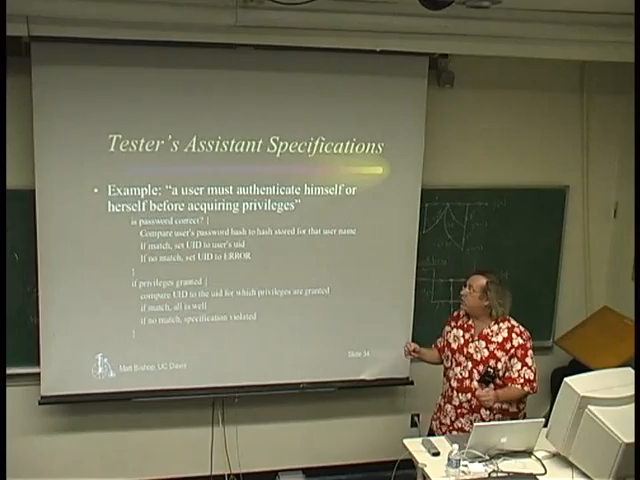 Tester's Assistant Specifications
• Example: "a user must authenticate himself or
herself before acquiring privileges"
is password correct? {
Compare user's password hash to hash stored for that user name
If match, set UID to user's uid
If no match, set UID to ERROR
}
if privileges granted {
compare UID to the uid for which privileges are granted
if match, all is well
if no match, specification violated
}
Matt Bishop, UC Davis
Slide 34